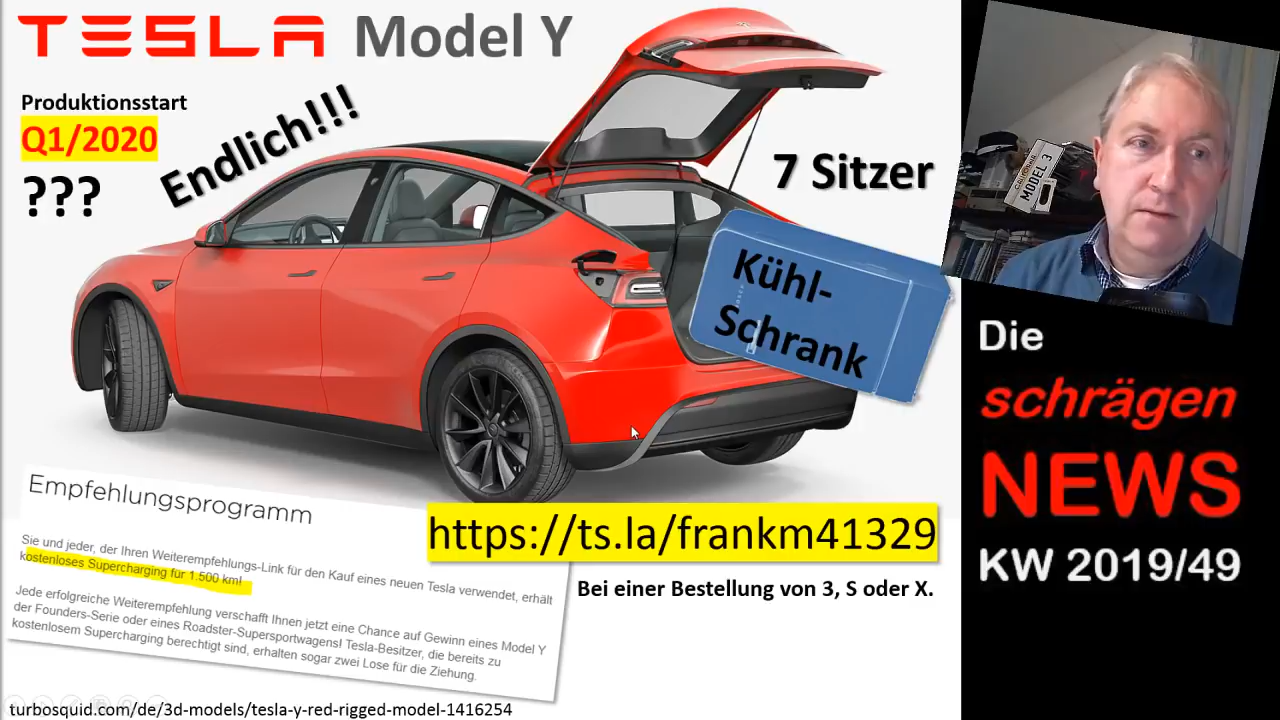 TESLA Model Y
Produktionsstart
Q1/2020
???
Endlich!!!
7 Sitzer
Kühl-
Schrank
CALIFORNIA
MODEL 3
Die
schrägen
NEWS
KW 2019/49
Empfehlungsprogramm
Sie und jeder, der Ihren Weiterempfehlungs-Link für den Kauf eines neuen Tesla verwendet, erhält
kostenloses Supercharging für 1.500 km!
Jede erfolgreiche Weiterempfehlung verschafft Ihnen jetzt eine Chance auf Gewinn eines Model Y
der Founders-Serie oder eines Roadster-Supersportwagens! Tesla-Besitzer, die bereits zu
kostenlosem Supercharging berechtigt sind, erhalten sogar zwei Lose für die Ziehung.
https://ts.la/frankm41329
Bei einer Bestellung von 3, S oder X.
turbosquid.com/de/3d-models/tesla-y-red-rigged-model-1416254